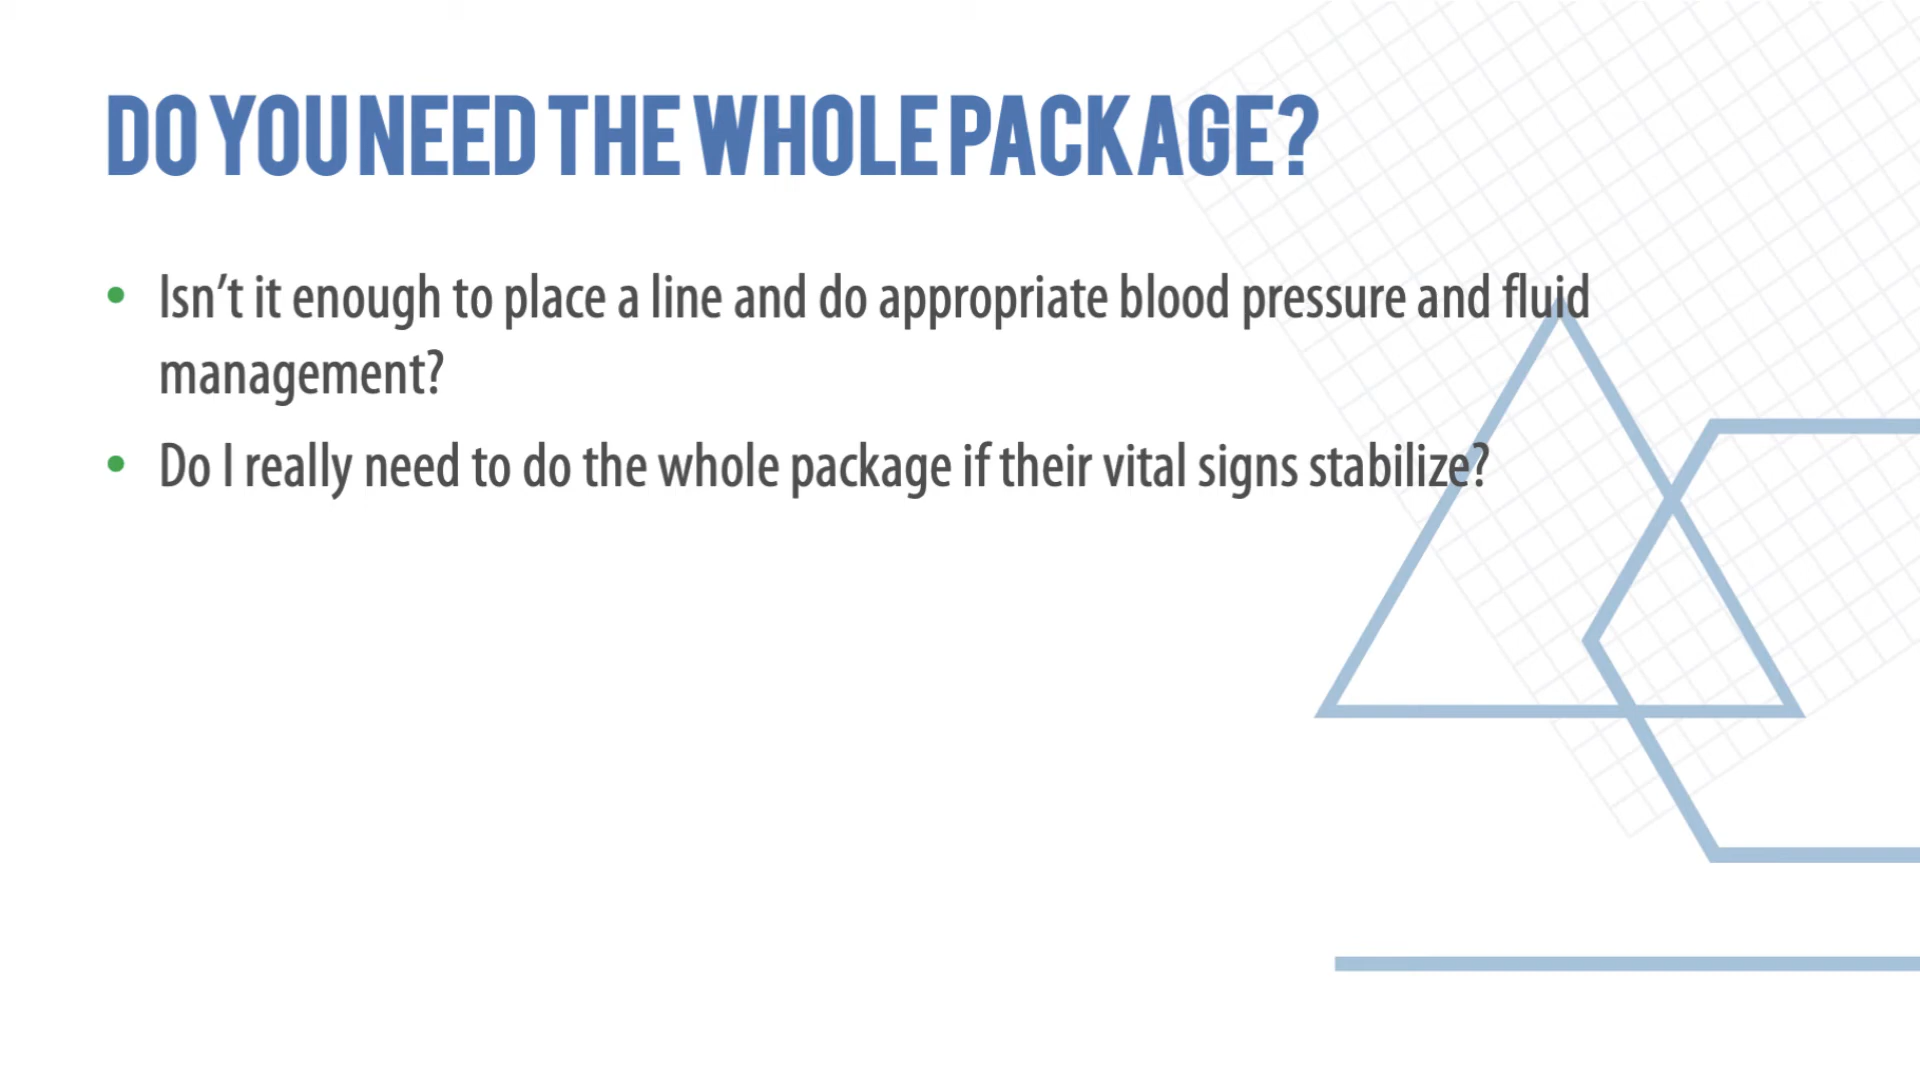 DO YOU NEED THE WHOLE PACKAGE?
• Isn’t it enough to place a line and do appropriate blood pressure and fluid
management?
• Do I really need to do the whole package if their vital signs stabilize?